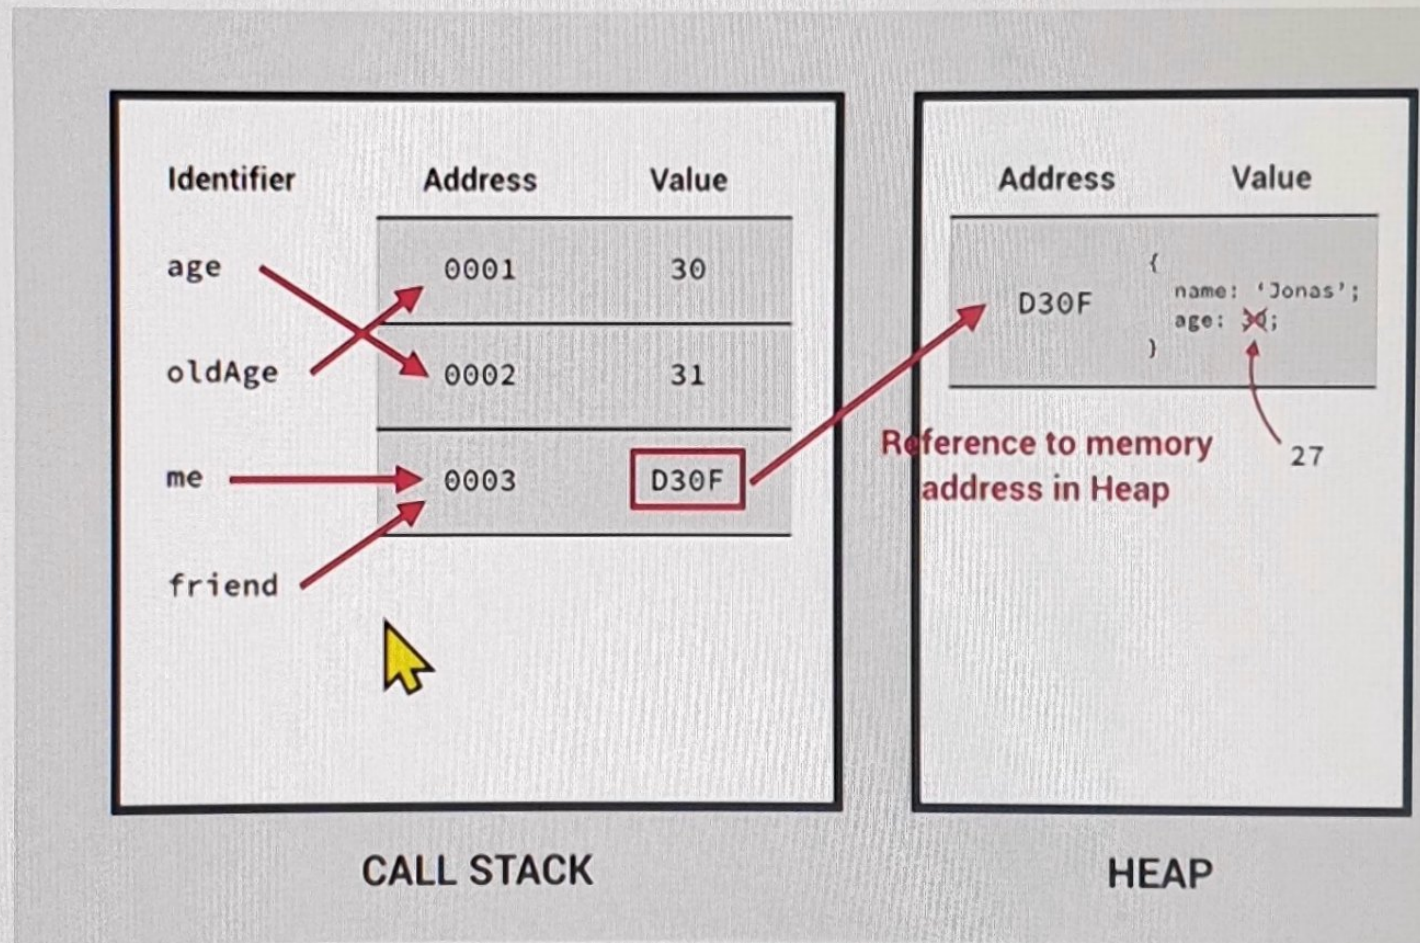 Identifier Address Value
age 0001 30
oldAge 0002 31
me 0003 D30F
friend
CALL STACK
Address Value
D30F
{
name: 'Jonas';
age: 30;
}
27
Reference to memory
address in Heap
HEAP